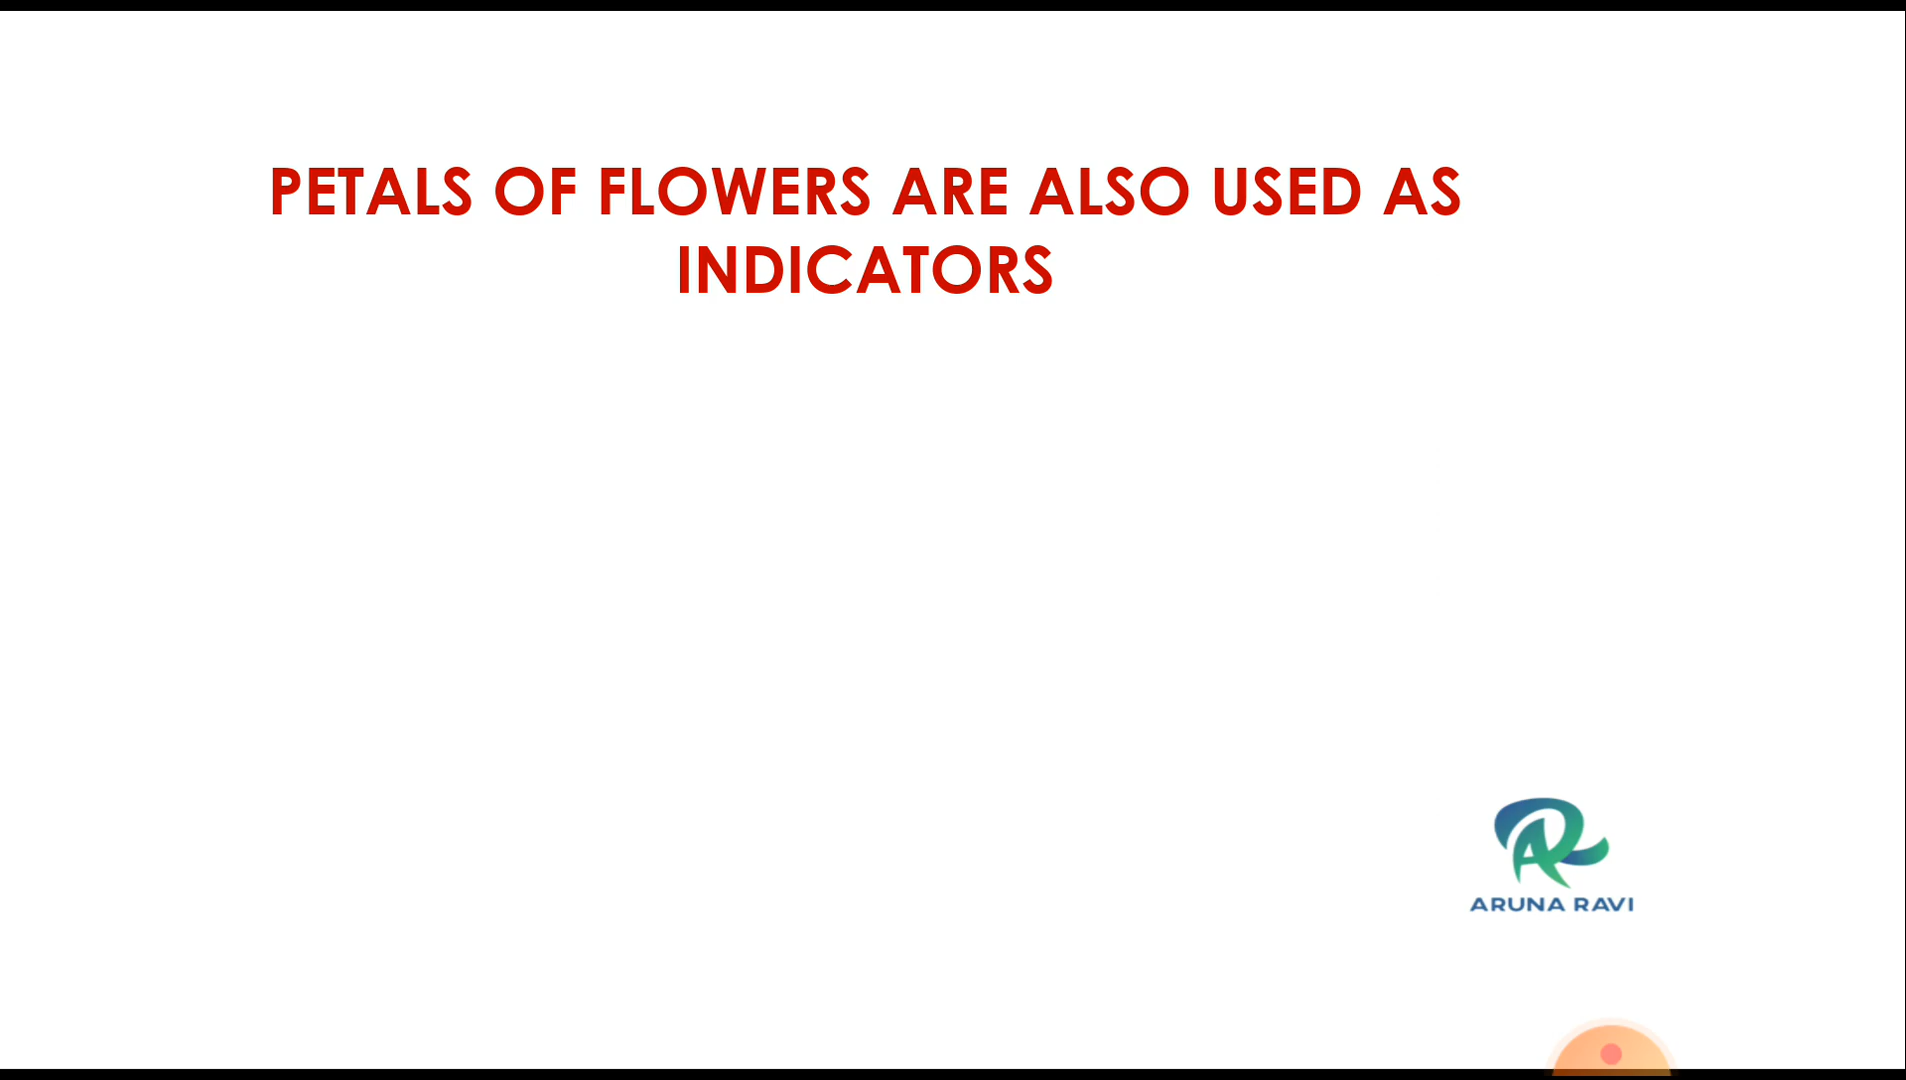 PETALS OF FLOWERS ARE ALSO USED AS
INDICATORS
ARUNA RAVI